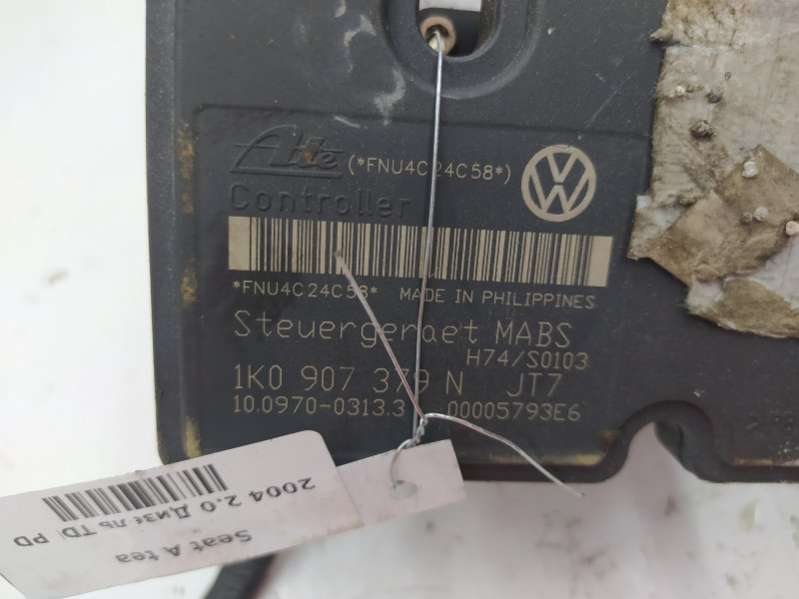 Ate (*FNU4C24C58*)
Controller
*FNU4C24C58* MADE IN PHILIPPINES
Steuergeraet MABS
H74/S0103
1K0 907 379 N JT7
10.0970-0313.3 00005793E6
Seat A tea
2004 2.0 Дизель TD PD